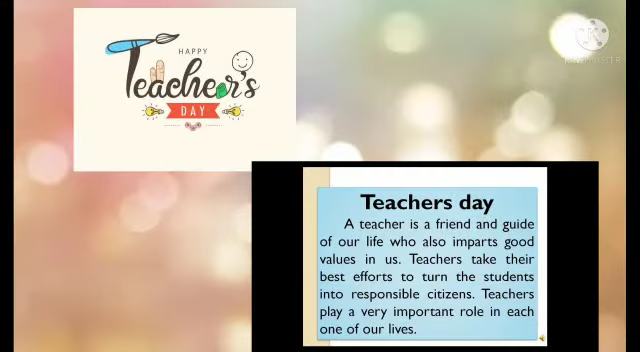 HAPPY
Teacher's
DAY
KINEMASTER
Teachers day
A teacher is a friend and guide
of our life who also imparts good
values in us. Teachers take their
best efforts to turn the students
into responsible citizens. Teachers
play a very important role in each
one of our lives.